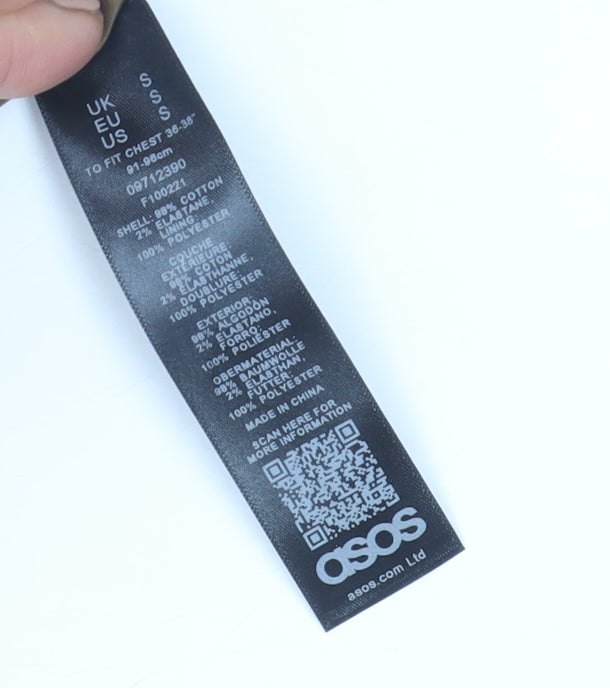 UK S
EU S
US S
TO FIT CHEST 36-38"
91-96cm
09712390
F100221
SHELL: 98% COTTON
2% ELASTANE.
LINING:
100% POLYESTER
COUCHE
EXTÉRIEURE:
98% COTON
2% ÉLASTHANNE.
DOUBLURE:
100% POLYESTER
EXTERIOR:
98% ALGODÓN
2% ELASTANO.
FORRO:
100% POLIÉSTER
OBERMATERIAL:
98% BAUMWOLLE
2% ELASTHAN.
FUTTER:
100% POLYESTER
MADE IN CHINA
SCAN HERE FOR
MORE INFORMATION
asos
asos.com Ltd